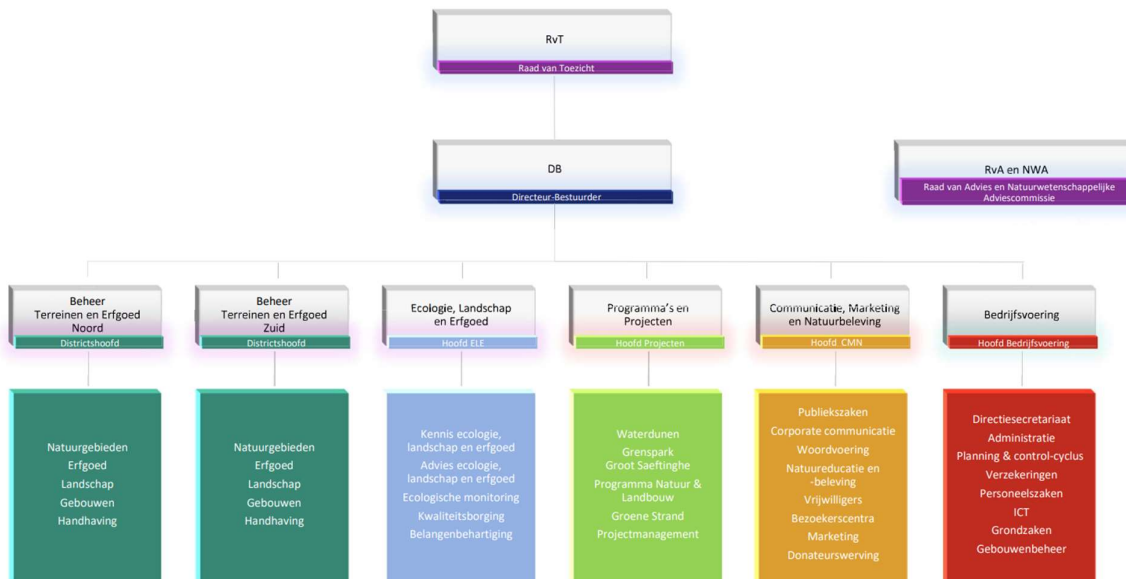 RvT
Raad van Toezicht
DB
Directeur-Bestuurder
RvA en NWA
Raad van Advies en Natuurwetenschappelijke
Adviescommissie
Beheer
Terreinen en Erfgoed
Noord
Districtshoofd
Beheer
Terreinen en Erfgoed
Zuid
Districtshoofd
Ecologie, Landschap
en Erfgoed
Hoofd ELE
Programma's en
Projecten
Hoofd Projecten
Communicatie, Marketing
en Natuurbeleving
Hoofd CMN
Bedrijfsvoering
Hoofd Bedrijfsvoering
Natuurgebieden
Erfgoed
Landschap
Gebouwen
Handhaving
Natuurgebieden
Erfgoed
Landschap
Gebouwen
Handhaving
Kennis ecologie,
landschap en erfgoed
Advies ecologie,
landschap en erfgoed
Ecologische monitoring
Kwaliteitsborging
Belangenbehartiging
Waterdunen
Grenspark
Groot Saeftinghe
Programma Natuur &
Landbouw
Groene Strand
Projectmanagement
Publiekszaken
Corporate communicatie
Woordvoering
Natuureducatie en
-beleving
Vrijwilligers
Bezoekerscentra
Marketing
Donateurswerving
Directiesecretariaat
Administratie
Planning & control-cyclus
Verzekeringen
Personeelszaken
ICT
Grondzaken
Gebouwenbeheer